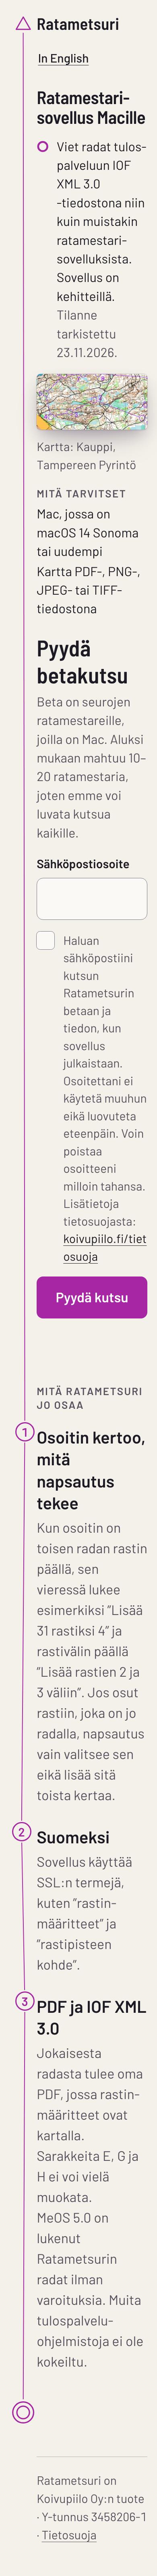 Ratametsuri
In English
Ratamestari-
sovellus Macille
Viet radat tulos-
palveluun IOF
XML 3.0
-tiedostona niin
kuin muistakin
ratamestari-
sovelluksista.
Sovellus on
kehitteillä.
Tilanne
tarkistettu
23.11.2026.
Kartta: Kauppi,
Tampereen Pyrintö
MITÄ TARVITSET
Mac, jossa on
macOS 14 Sonoma
tai uudempi
Kartta PDF-, PNG-,
JPEG- tai TIFF-
tiedostona
Pyydä
betakutsu
Beta on seurojen
ratamestareille,
joilla on Mac. Aluksi
mukaan mahtuu 10–
20 ratamestaria,
joten emme voi
luvata kutsua
kaikille.
Sähköpostiosoite
Haluan
sähköpostiini
kutsun
Ratametsurin
betaan ja
tiedon, kun
sovellus
julkaistaan.
Osoitettani ei
käytetä muuhun
eikä luovuteta
eteenpäin. Voin
poistaa
osoitteeni
milloin tahansa.
Lisätietoja
tietosuojasta:
koivupiilo.fi/tiet
osuoja
Pyydä kutsu
MITÄ RATAMETSURI
JO OSAA
1
Osoitin kertoo,
mitä
napsautus
tekee
Kun osoitin on
toisen radan rastin
päällä, sen
vieressä lukee
esimerkiksi ”Lisää
31 rastiksi 4” ja
rastivälin päällä
”Lisää rastien 2 ja
3 väliin”. Jos osut
rastiin, joka on jo
radalla, napsautus
vain valitsee sen
eikä lisää sitä
toista kertaa.
2
Suomeksi
Sovellus käyttää
SSL:n termejä,
kuten ”rastin-
määritteet” ja
”rastipisteen
kohde”.
3
PDF ja IOF XML
3.0
Jokaisesta
radasta tulee oma
PDF, jossa rastin-
määritteet ovat
kartalla.
Sarakkeita E, G ja
H ei voi vielä
muokata.
MeOS 5.0 on
lukenut
Ratametsurin
radat ilman
varoituksia. Muita
tulospalvelu-
ohjelmistoja ei ole
kokeiltu.
Ratametsuri on
Koivupiilo Oy:n tuote
· Y-tunnus 3458206-1
· Tietosuoja